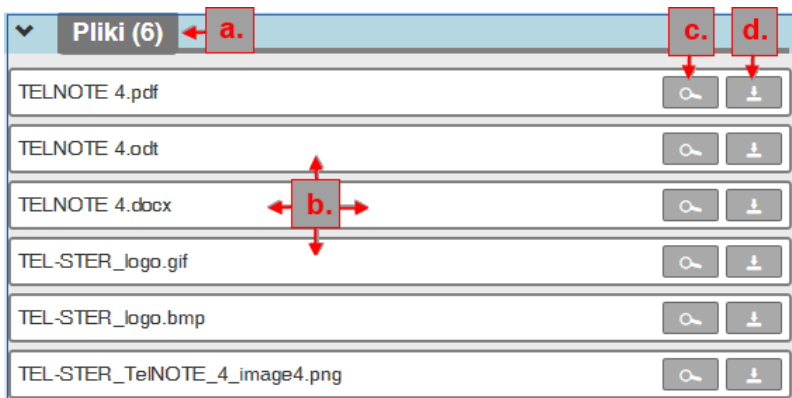 Pliki (6) a. c. d.
TELNOTE 4.pdf
TELNOTE 4.odt
TELNOTE 4.docx b.
TEL-STER_logo.gif
TEL-STER_logo.bmp
TEL-STER_TelNOTE_4_image4.png